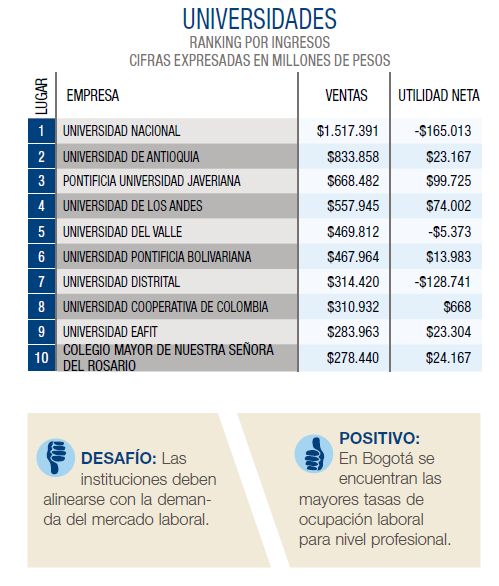 UNIVERSIDADES
RANKING POR INGRESOS
CIFRAS EXPRESADAS EN MILLONES DE PESOS
LUGAR EMPRESA VENTAS UTILIDAD NETA
1 UNIVERSIDAD NACIONAL $1.517.391 -$165.013
2 UNIVERSIDAD DE ANTIOQUIA $833.858 $23.167
3 PONTIFICIA UNIVERSIDAD JAVERIANA $668.482 $99.725
4 UNIVERSIDAD DE LOS ANDES $557.945 $74.002
5 UNIVERSIDAD DEL VALLE $469.812 -$5.373
6 UNIVERSIDAD PONTIFICIA BOLIVARIANA $467.964 $13.983
7 UNIVERSIDAD DISTRITAL $314.420 -$128.741
8 UNIVERSIDAD COOPERATIVA DE COLOMBIA $310.932 $668
9 UNIVERSIDAD EAFIT $283.963 $23.304
10 COLEGIO MAYOR DE NUESTRA SEÑORA
DEL ROSARIO $278.440 $24.167
DESAFÍO: Las
instituciones deben
alinearse con la deman-
da del mercado laboral.
POSITIVO:
En Bogotá se
encuentran las
mayores tasas de
ocupación laboral
para nivel profesional.